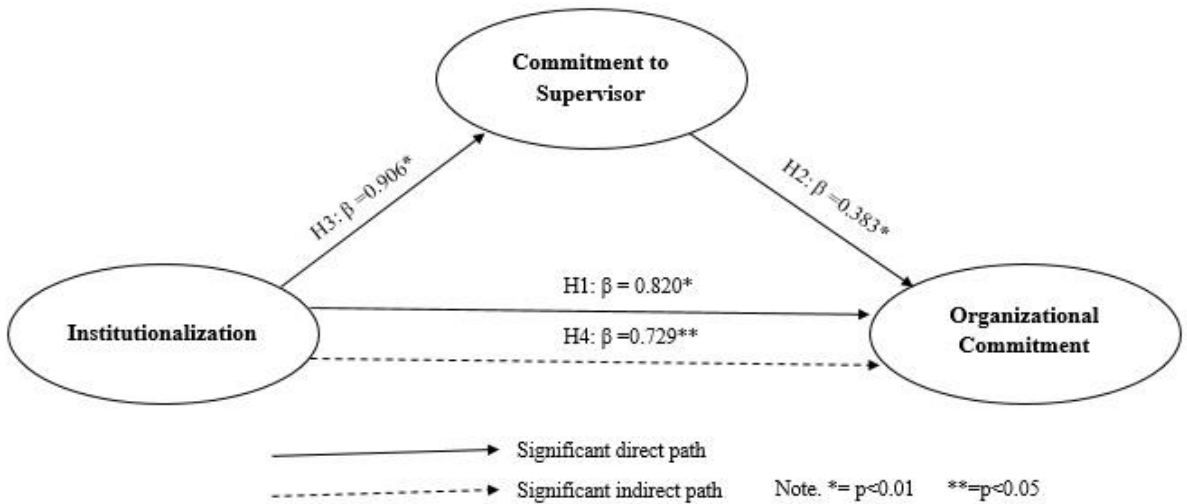 Commitment to
Supervisor
H3: β =0.906*
H2: β =0.383*
H1: β = 0.820*
Institutionalization
H4: β =0.729**
Organizational
Commitment
Significant direct path
Significant indirect path
Note. *= p<0.01 **=p<0.05